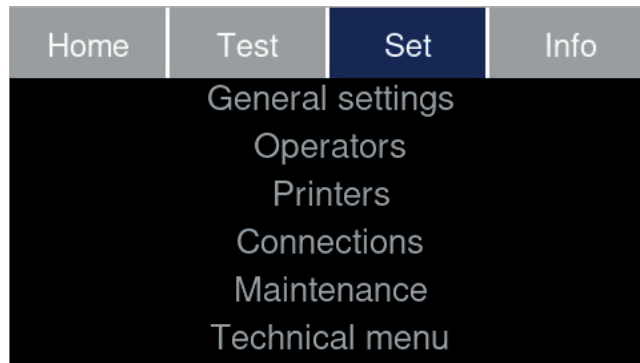 Home Test Set Info
General settings
Operators
Printers
Connections
Maintenance
Technical menu